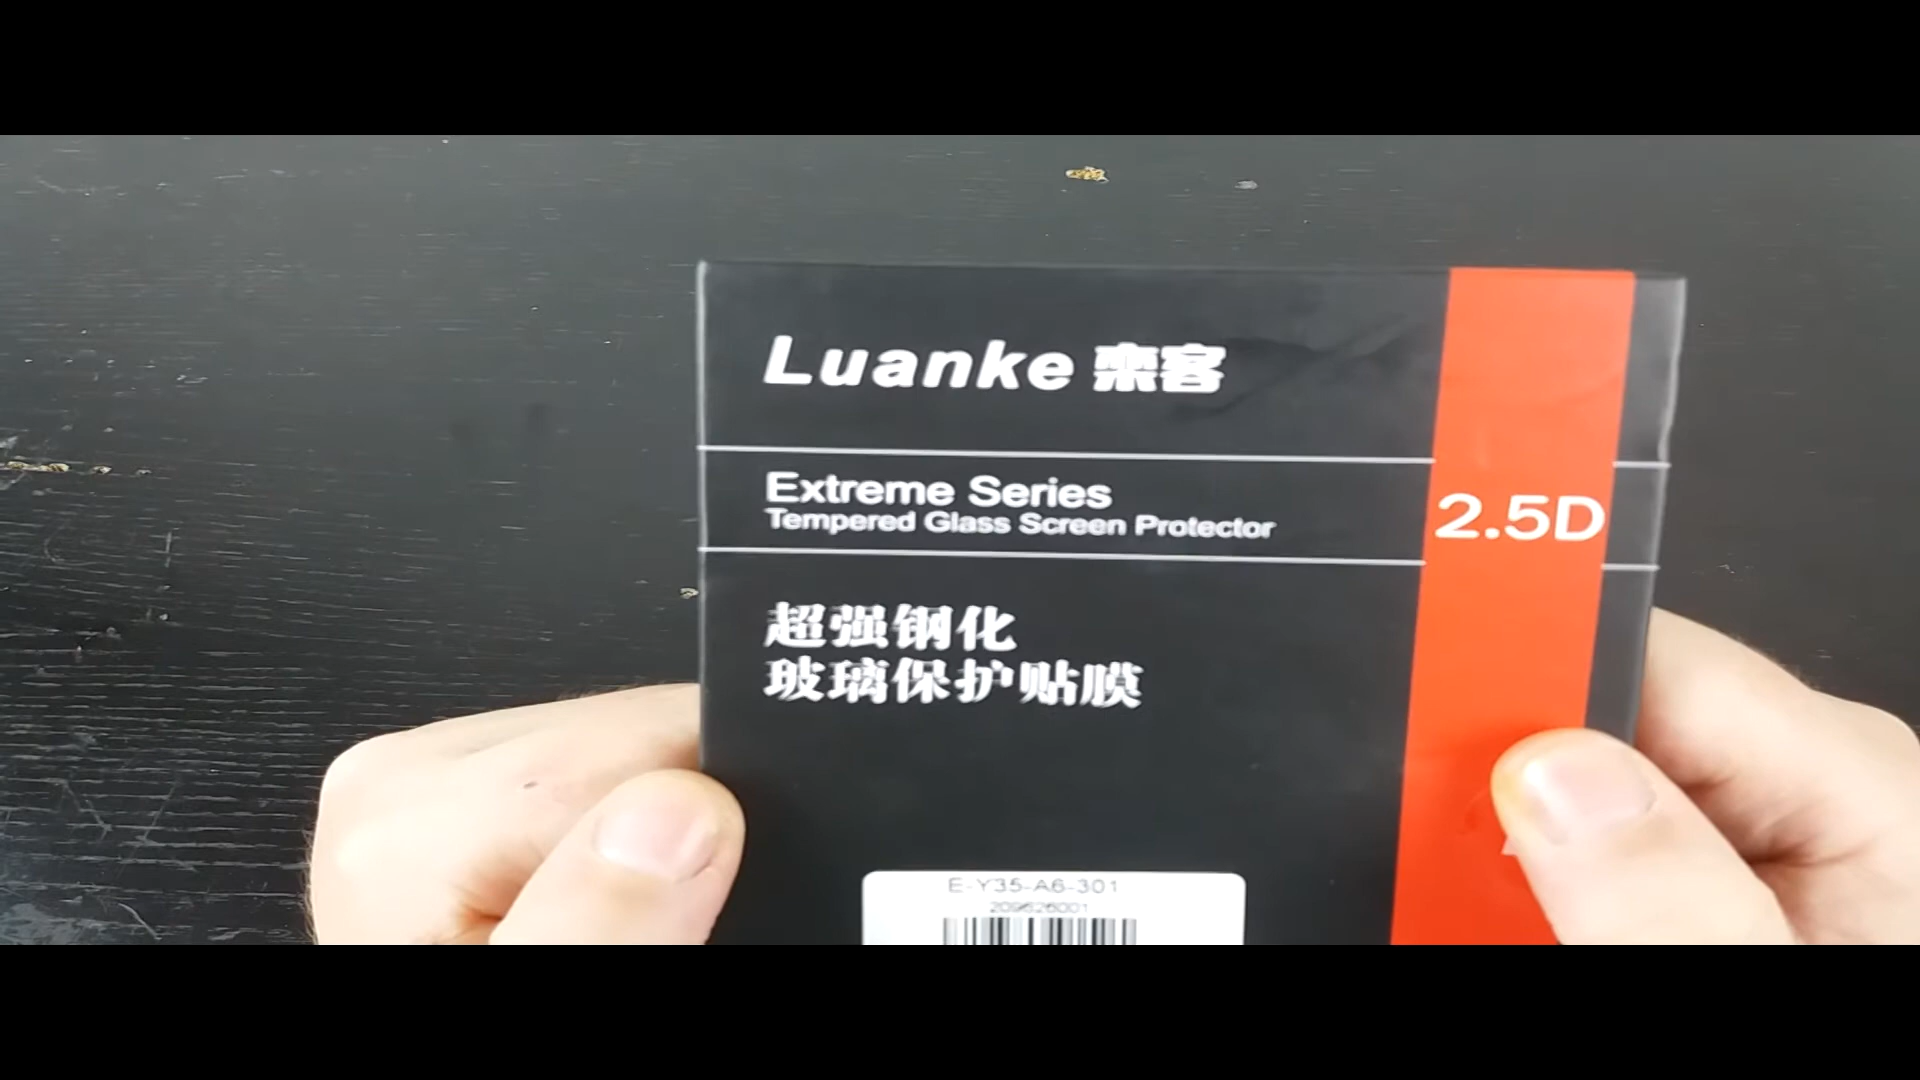 Luanke 栾客
Extreme Series
Tempered Glass Screen Protector
2.5D
超强钢化
玻璃保护贴膜
E-Y35-A6-301